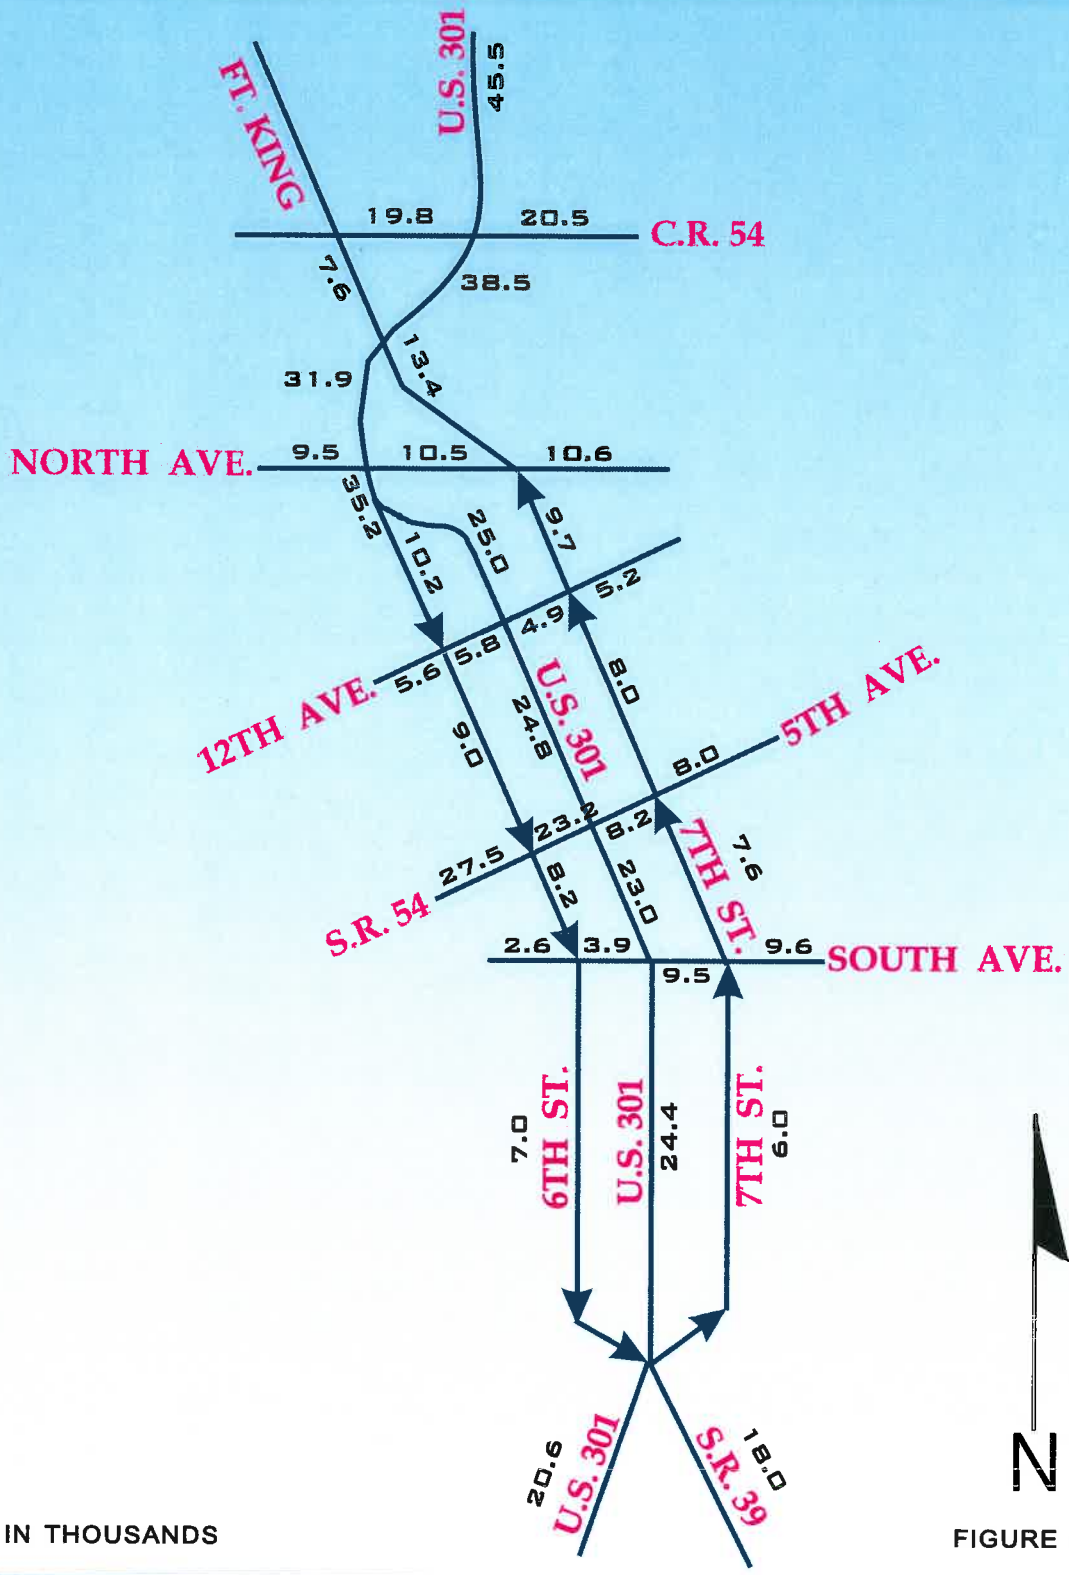 U.S. 301
45.5
FT. KING
19.8
20.5
C.R. 54
7.6
38.5
13.4
31.9
NORTH AVE.
9.5
10.5
10.6
35.2
10.2
25.0
9.7
5.2
4.9
5.8
5.6
12TH AVE.
U.S. 301
8.0
24.8
9.0
5TH AVE.
8.0
23.2
8.2
27.5
S.R. 54
8.2
23.0
7TH ST.
7.6
2.6
3.9
9.5
9.6
SOUTH AVE.
7.0
6TH ST.
U.S. 301
24.4
7TH ST.
6.0
20.6
U.S. 301
S.R. 39
18.0
N
IN THOUSANDS
FIGURE